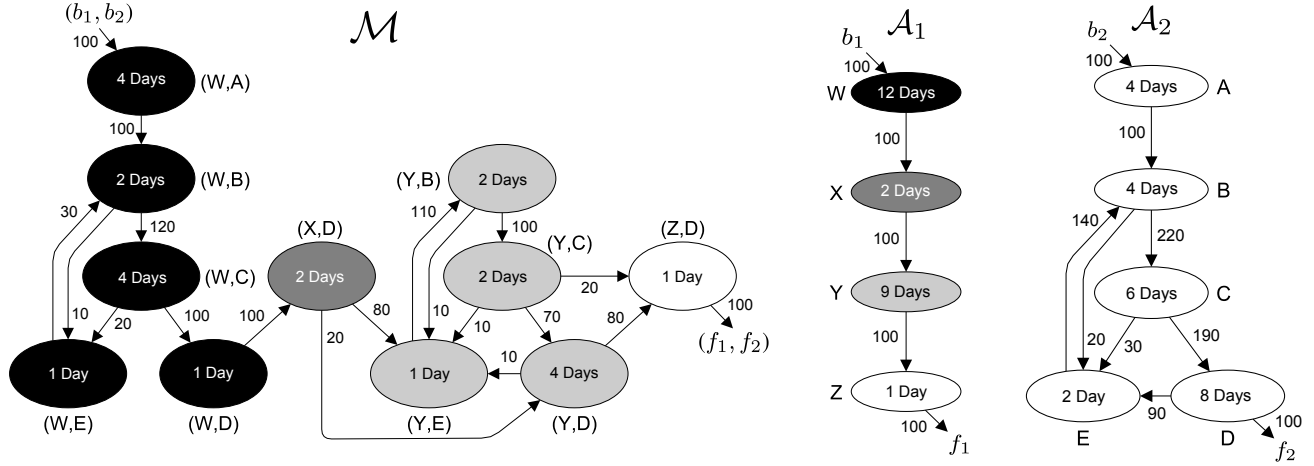 (b₁, b₂)
100
ℳ
4 Days
(W,A)
100
2 Days
(W,B)
30
120
10
4 Days
(W,C)
20
100
1 Day
(W,E)
1 Day
(W,D)
100
(X,D)
2 Days
80
20
(Y,B)
2 Days
110
100
10
(Y,C)
2 Days
20
10
70
1 Day
(Y,E)
10
4 Days
(Y,D)
80
(Z,D)
1 Day
100
(f₁, f₂)
𝒜₁
b₁
100
W
12 Days
100
X
2 Days
100
Y
9 Days
100
Z
1 Day
100
f₁
𝒜₂
b₂
100
4 Days
A
100
4 Days
B
140
220
20
6 Days
C
30
190
2 Day
E
90
8 Days
D
100
f₂